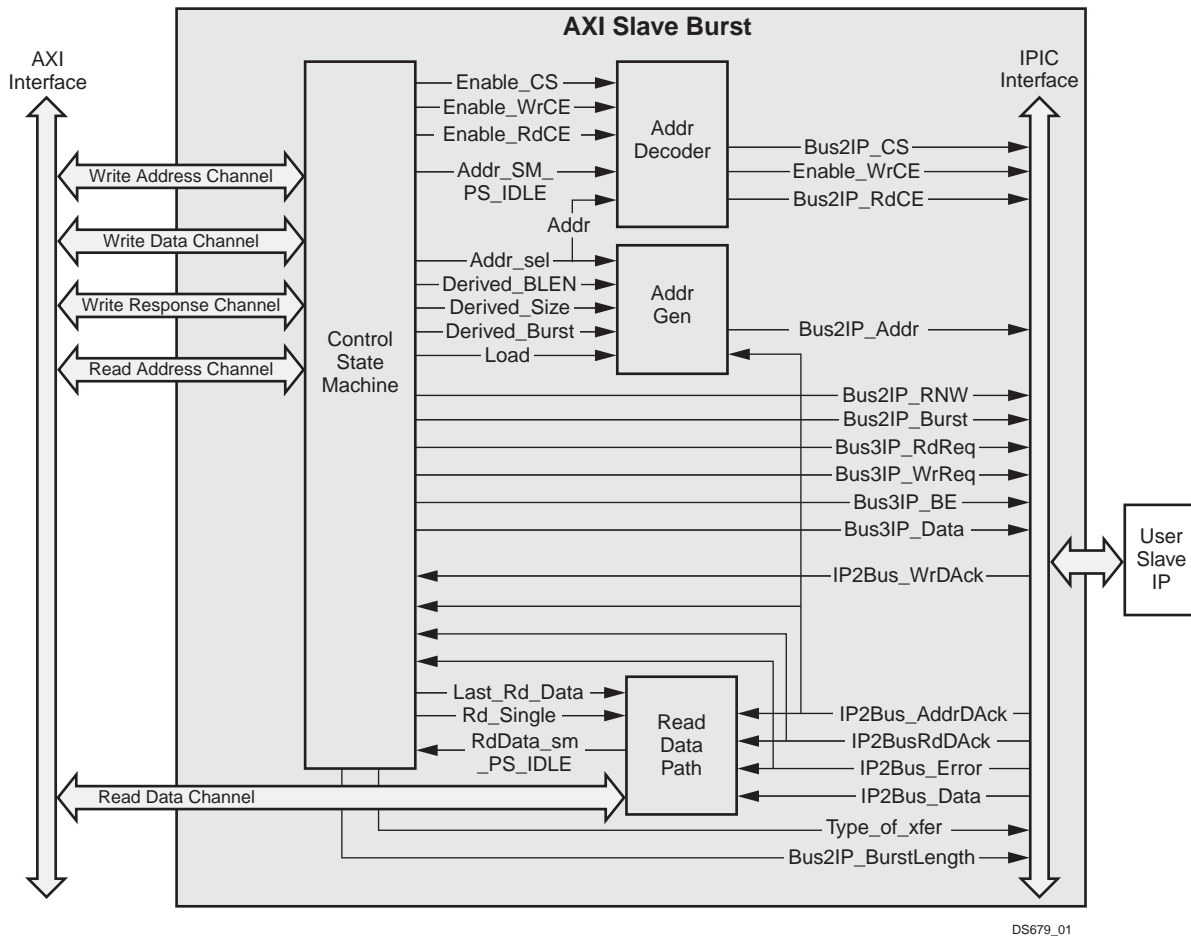 AXI Slave Burst
AXI
Interface
IPIC
Interface
Enable_CS
Enable_WrCE
Enable_RdCE
Addr_SM_
PS_IDLE
Addr
Addr
Decoder
Bus2IP_CS
Enable_WrCE
Bus2IP_RdCE
Write Address Channel
Write Data Channel
Write Response Channel
Read Address Channel
Control
State
Machine
Addr_sel
Derived_BLEN
Derived_Size
Derived_Burst
Load
Addr
Gen
Bus2IP_Addr
Bus2IP_RNW
Bus2IP_Burst
Bus3IP_RdReq
Bus3IP_WrReq
Bus3IP_BE
Bus3IP_Data
IP2Bus_WrDAck
User
Slave
IP
Last_Rd_Data
Rd_Single
RdData_sm
_PS_IDLE
Read
Data
Path
IP2Bus_AddrDAck
IP2BusRdDAck
IP2Bus_Error
IP2Bus_Data
Read Data Channel
Type_of_xfer
Bus2IP_BurstLength
DS679_01